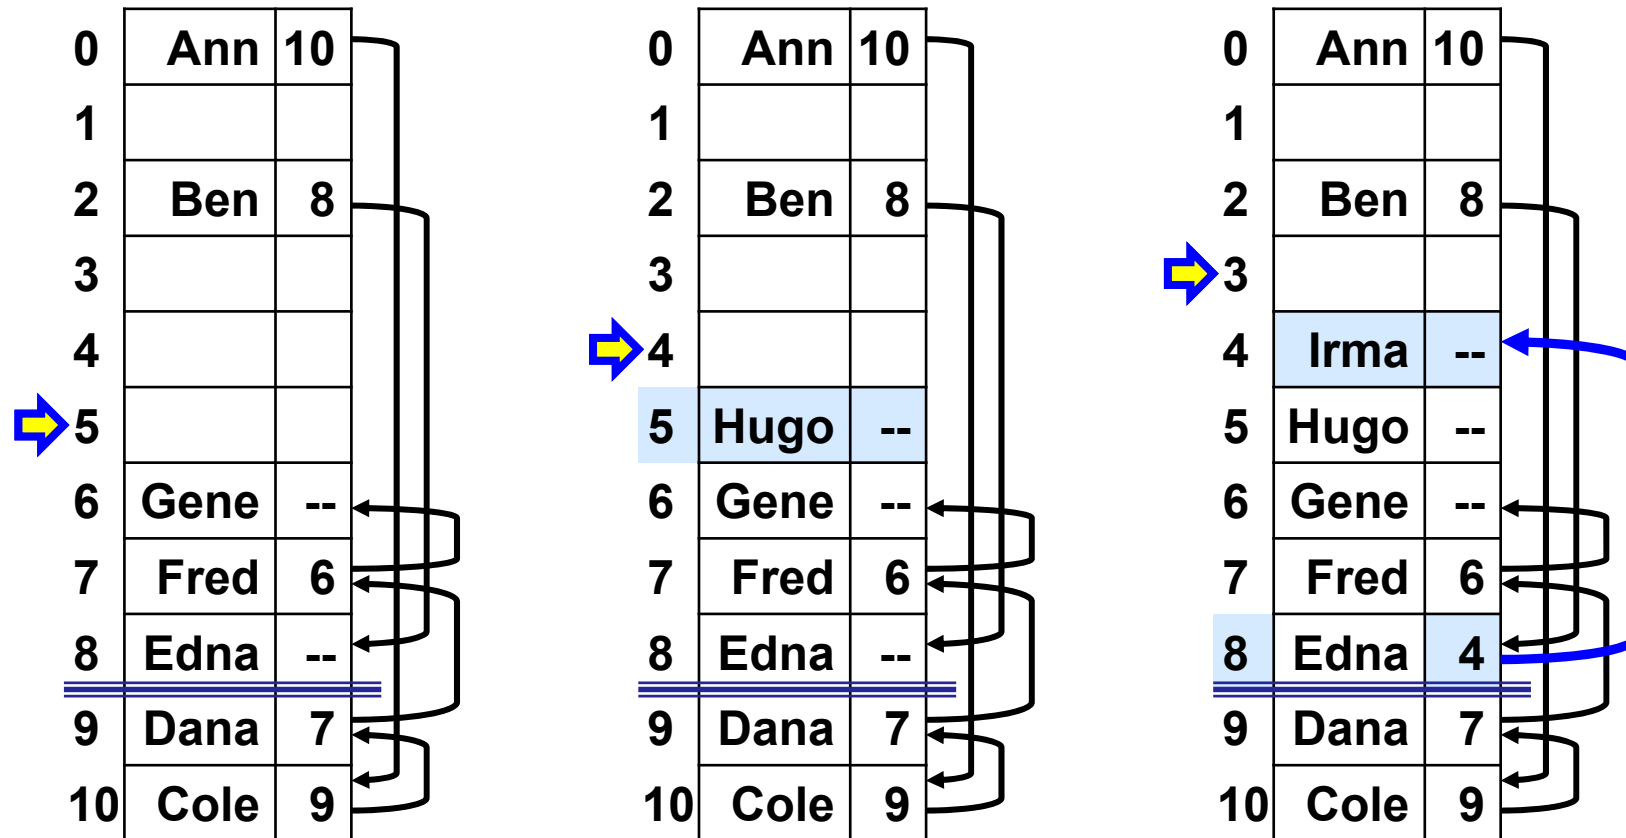 0 Ann 10 0 Ann 10 0 Ann 10
1 1 1
2 Ben 8 2 Ben 8 2 Ben 8
3 3 3
4 4 4 Irma --
5 5 Hugo -- 5 Hugo --
6 Gene -- 6 Gene -- 6 Gene --
7 Fred 6 7 Fred 6 7 Fred 6
8 Edna -- 8 Edna -- 8 Edna 4
9 Dana 7 9 Dana 7 9 Dana 7
10 Cole 9 10 Cole 9 10 Cole 9